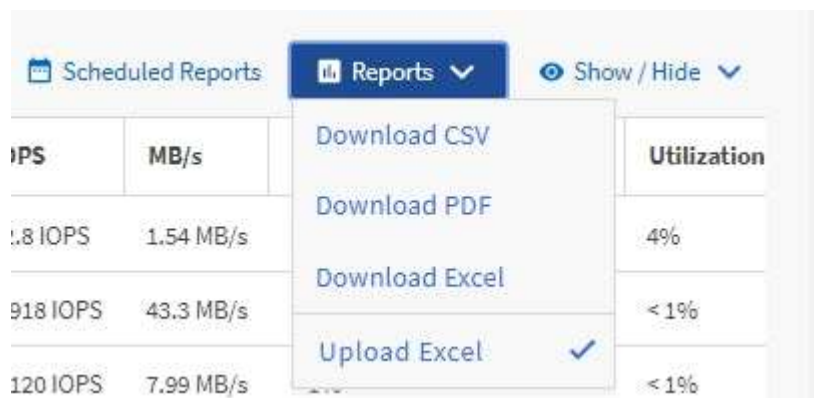 Scheduled Reports Reports Show / Hide
MB/s Utilization
Download CSV
Download PDF
1.54 MB/s 4%
Download Excel
918 IOPS 43.3 MB/s < 1%
Upload Excel
120 IOPS 7.99 MB/s < 1%